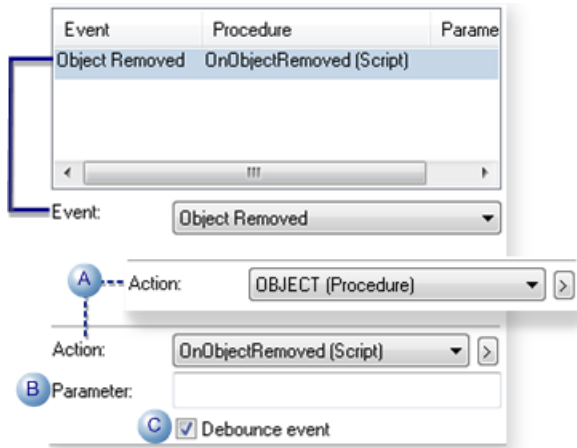 Event Procedure Parame
Object Removed OnObjectRemoved (Script)
Event: Object Removed
A Action: OBJECT (Procedure)
Action: OnObjectRemoved (Script)
B Parameter:
C Debounce event